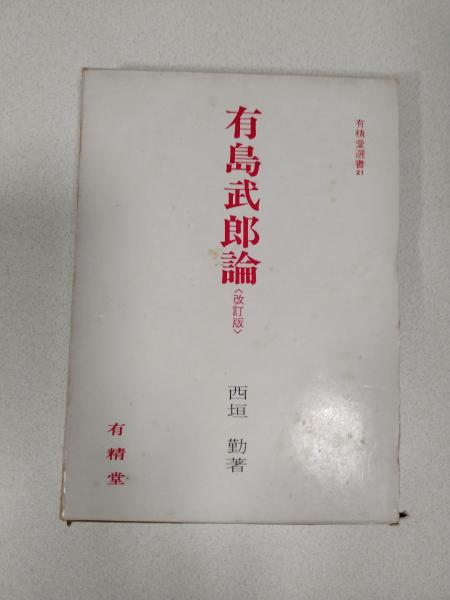 有精堂選書21
有島武郎論
〈改訂版〉
西垣 勤著
有精堂